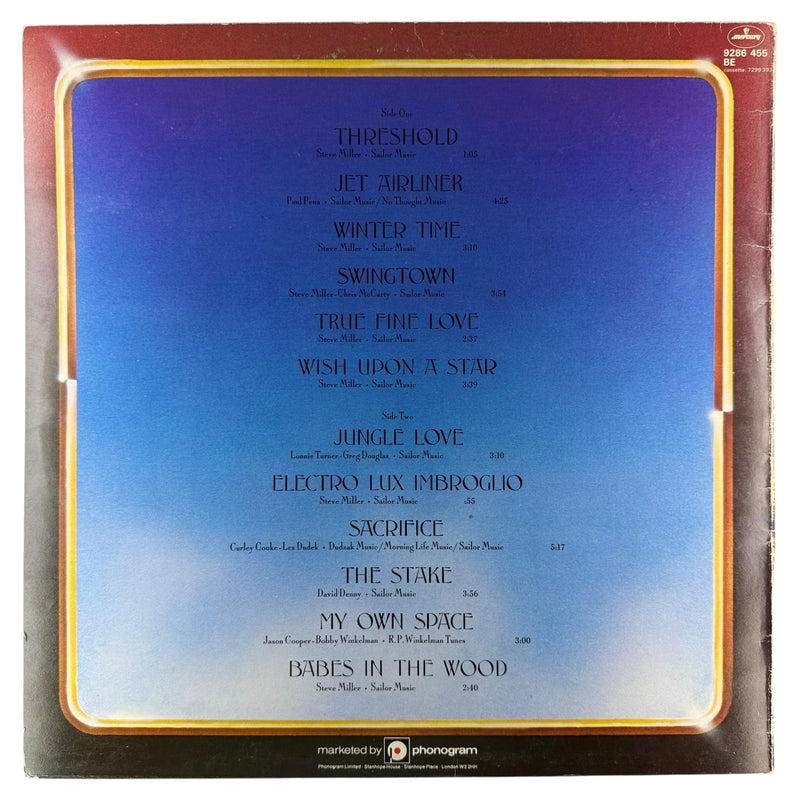 mercury
9286 455
BE
cassette: 7299 393
Side One
THRESHOLD
Steve Miller • Sailor Music 1:05
JET AIRLINER
Paul Pena • Sailor Music/No Thought Music 4:25
WINTER TIME
Steve Miller • Sailor Music 3:10
SWINGTOWN
Steve Miller-Chris McCarty • Sailor Music 3:54
TRUE FINE LOVE
Steve Miller • Sailor Music 2:37
WISH UPON A STAR
Steve Miller • Sailor Music 3:39
Side Two
JUNGLE LOVE
Lonnie Turner-Greg Douglas • Sailor Music 3:10
ELECTRO LUX IMBROGLIO
Steve Miller • Sailor Music :55
SACRIFICE
Curley Cooke-Les Dudek • Dudzak Music/Morning Life Music/Sailor Music 5:17
THE STAKE
David Denny • Sailor Music 3:56
MY OWN SPACE
Jason Cooper-Bobby Winkelman • R.P. Winkelman Tunes 3:00
BABES IN THE WOOD
Steve Miller • Sailor Music 2:40
marketed by phonogram
Phonogram Limited · Stanhope House · Stanhope Place · London W2 2HH